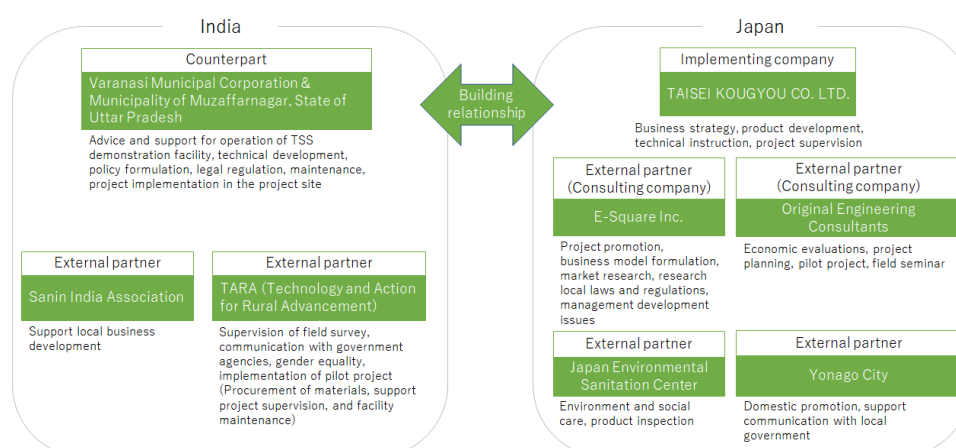 India
Counterpart
Varanasi Municipal Corporation &
Municipality of Muzaffarnagar, State of
Uttar Pradesh
Advice and support for operation of TSS
demonstration facility, technical development,
policy formulation, legal regulation, maintenance,
project implementation in the project site
External partner
Sanin India Association
Support local business
development
External partner
TARA (Technology and Action
for Rural Advancement)
Supervision of field survey,
communication with government
agencies, gender equality,
implementation of pilot project
(Procurement of materials, support
project supervision, and facility
maintenance)
Building
relationship
Japan
Implementing company
TAISEI KOUGYOU CO. LTD.
Business strategy, product development,
technical instruction, project supervision
External partner
(Consulting company)
E-Square Inc.
Project promotion,
business model formulation,
market research, research
local laws and regulations,
management development
issues
External partner
(Consulting company)
Original Engineering
Consultants
Economic evaluations, project
planning, pilot project, field seminar
External partner
Japan Environmental
Sanitation Center
Environment and social
care, product inspection
External partner
Yonago City
Domestic promotion, support
communication with local
government